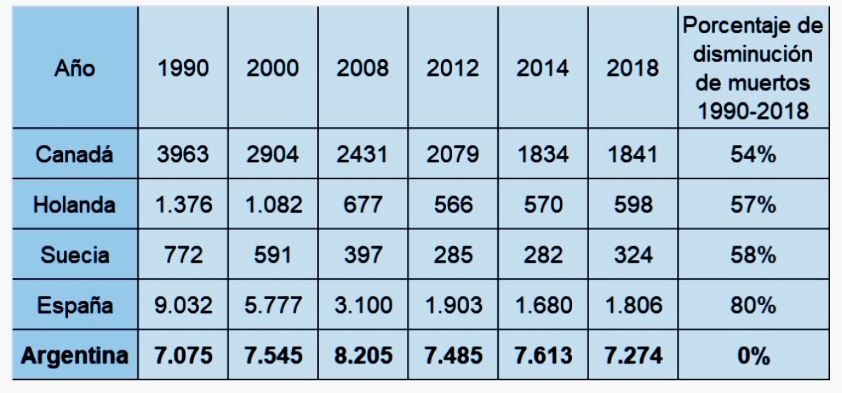 Año 1990 2000 2008 2012 2014 2018 Porcentaje de
disminución
de muertos
1990-2018
Canadá 3963 2904 2431 2079 1834 1841 54%
Holanda 1.376 1.082 677 566 570 598 57%
Suecia 772 591 397 285 282 324 58%
España 9.032 5.777 3.100 1.903 1.680 1.806 80%
Argentina 7.075 7.545 8.205 7.485 7.613 7.274 0%